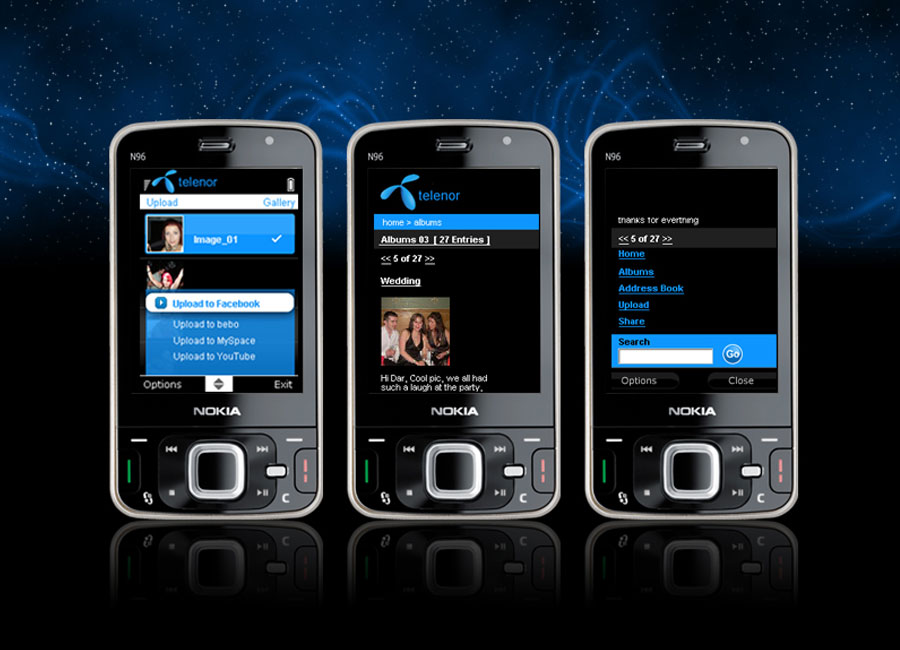 N96
telenor
Upload Gallery
Image_01
Upload to Facebook
Upload to bebo
Upload to MySpace
Upload to YouTube
Options Exit
NOKIA
C
N96
telenor
home > albums
Albums 03 [ 27 Entries ]
<< 5 of 27 >>
Wedding
Hi Dar, Cool pic, we all had
such a laugh at the party,
NOKIA
C
N96
thanks for everthing
<< 5 of 27 >>
Home
Albums
Address Book
Upload
Share
Search
Go
Options Close
NOKIA
C